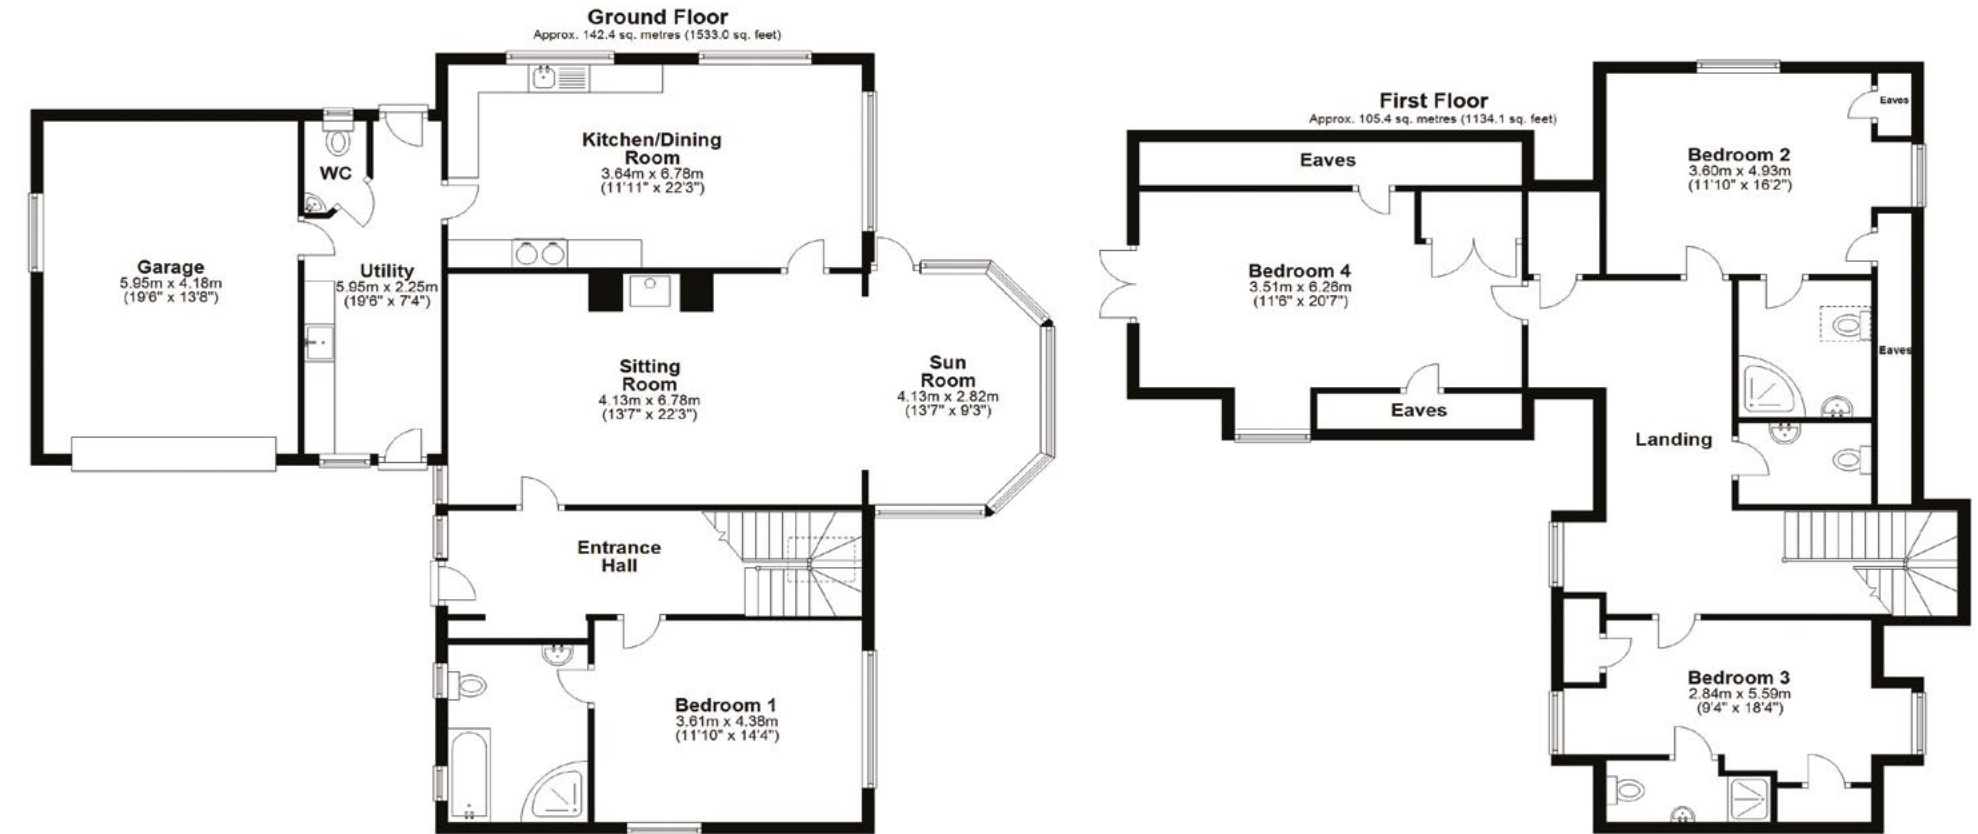 Ground Floor
Approx. 142.4 sq. metres (1533.0 sq. feet)
Kitchen/Dining
Room
3.64m x 6.78m
(11'11" x 22'3")
WC
Garage
5.95m x 4.18m
(19'6" x 13'8")
Utility
5.95m x 2.25m
(19'6" x 7'4")
Sitting
Room
4.13m x 6.78m
(13'7" x 22'3")
Sun
Room
4.13m x 2.82m
(13'7" x 9'3")
Entrance
Hall
Bedroom 1
3.61m x 4.38m
(11'10" x 14'4")
First Floor
Approx. 105.4 sq. metres (1134.1 sq. feet)
Eaves
Bedroom 2
3.60m x 4.93m
(11'10" x 16'2")
Eaves
Bedroom 4
3.51m x 6.26m
(11'6" x 20'7")
Eaves
Eaves
Landing
Bedroom 3
2.84m x 5.59m
(9'4" x 18'4")